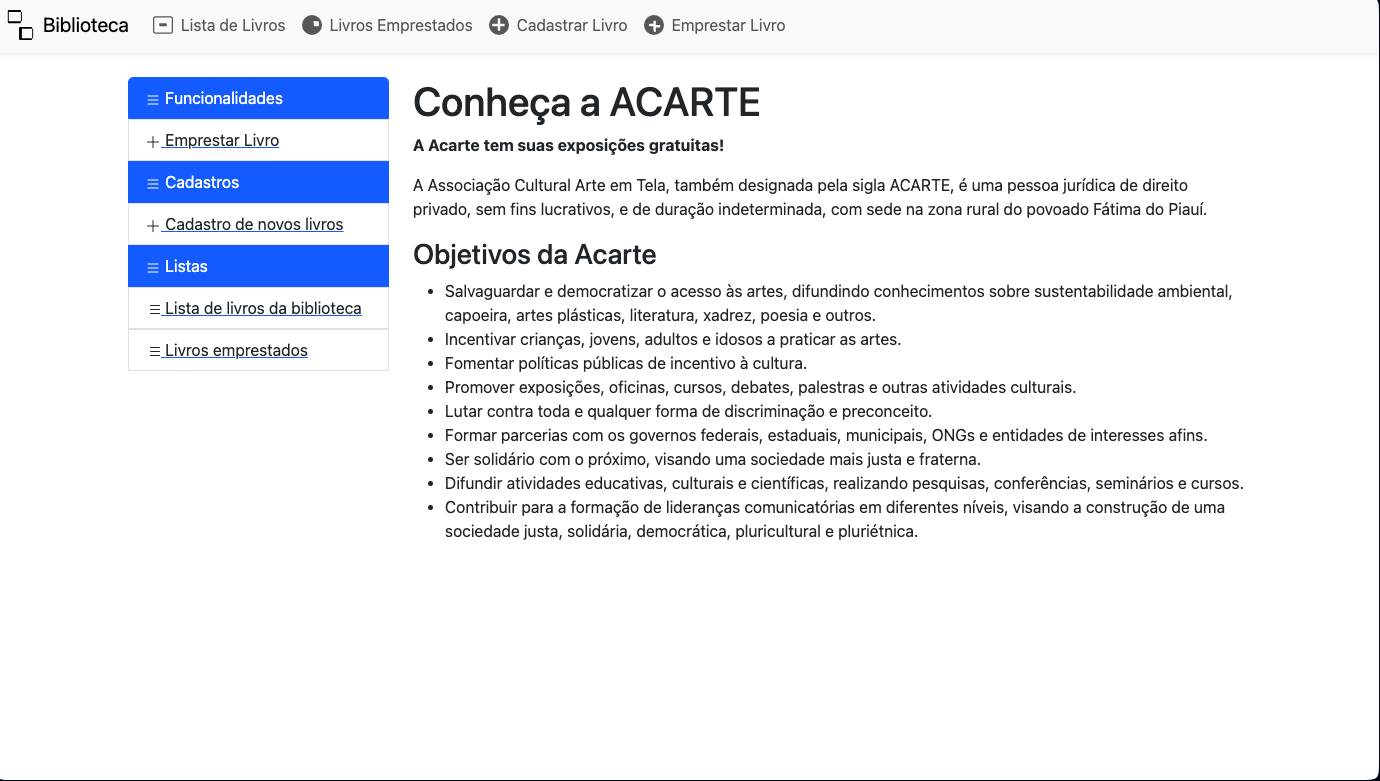 Biblioteca Lista de Livros Livros Emprestados Cadastrar Livro Emprestar Livro
Funcionalidades
Emprestar Livro
Cadastros
Cadastro de novos livros
Listas
Lista de livros da biblioteca
Livros emprestados
Conheça a ACARTE
A Acarte tem suas exposições gratuitas!
A Associação Cultural Arte em Tela, também designada pela sigla ACARTE, é uma pessoa jurídica de direito
privado, sem fins lucrativos, e de duração indeterminada, com sede na zona rural do povoado Fátima do Piauí.
Objetivos da Acarte
• Salvaguardar e democratizar o acesso às artes, difundindo conhecimentos sobre sustentabilidade ambiental,
capoeira, artes plásticas, literatura, xadrez, poesia e outros.
• Incentivar crianças, jovens, adultos e idosos a praticar as artes.
• Fomentar políticas públicas de incentivo à cultura.
• Promover exposições, oficinas, cursos, debates, palestras e outras atividades culturais.
• Lutar contra toda e qualquer forma de discriminação e preconceito.
• Formar parcerias com os governos federais, estaduais, municipais, ONGs e entidades de interesses afins.
• Ser solidário com o próximo, visando uma sociedade mais justa e fraterna.
• Difundir atividades educativas, culturais e científicas, realizando pesquisas, conferências, seminários e cursos.
• Contribuir para a formação de lideranças comunicatórias em diferentes níveis, visando a construção de uma
sociedade justa, solidária, democrática, pluricultural e pluriétnica.